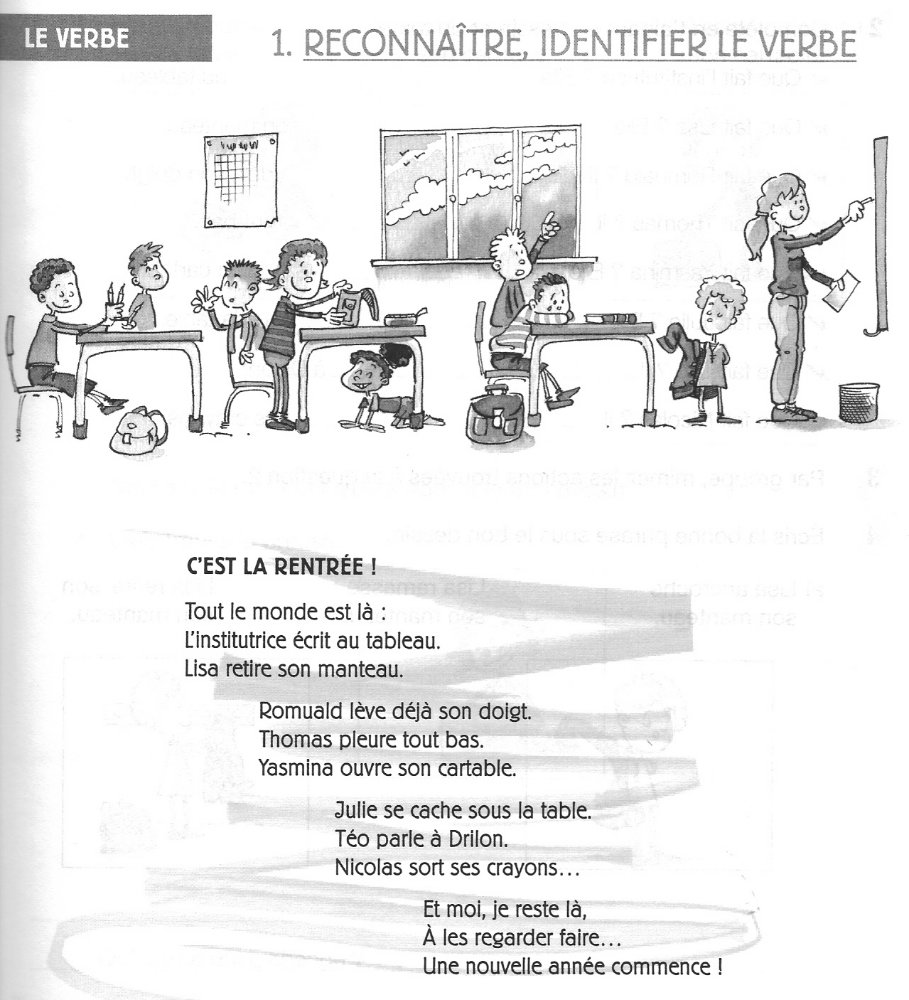 LE VERBE
1. RECONNAÎTRE, IDENTIFIER LE VERBE
C'EST LA RENTRÉE !
Tout le monde est là :
L'institutrice écrit au tableau.
Lisa retire son manteau.
Romuald lève déjà son doigt.
Thomas pleure tout bas.
Yasmina ouvre son cartable.
Julie se cache sous la table.
Téo parle à Drilon.
Nicolas sort ses crayons...
Et moi, je reste là,
À les regarder faire...
Une nouvelle année commence !